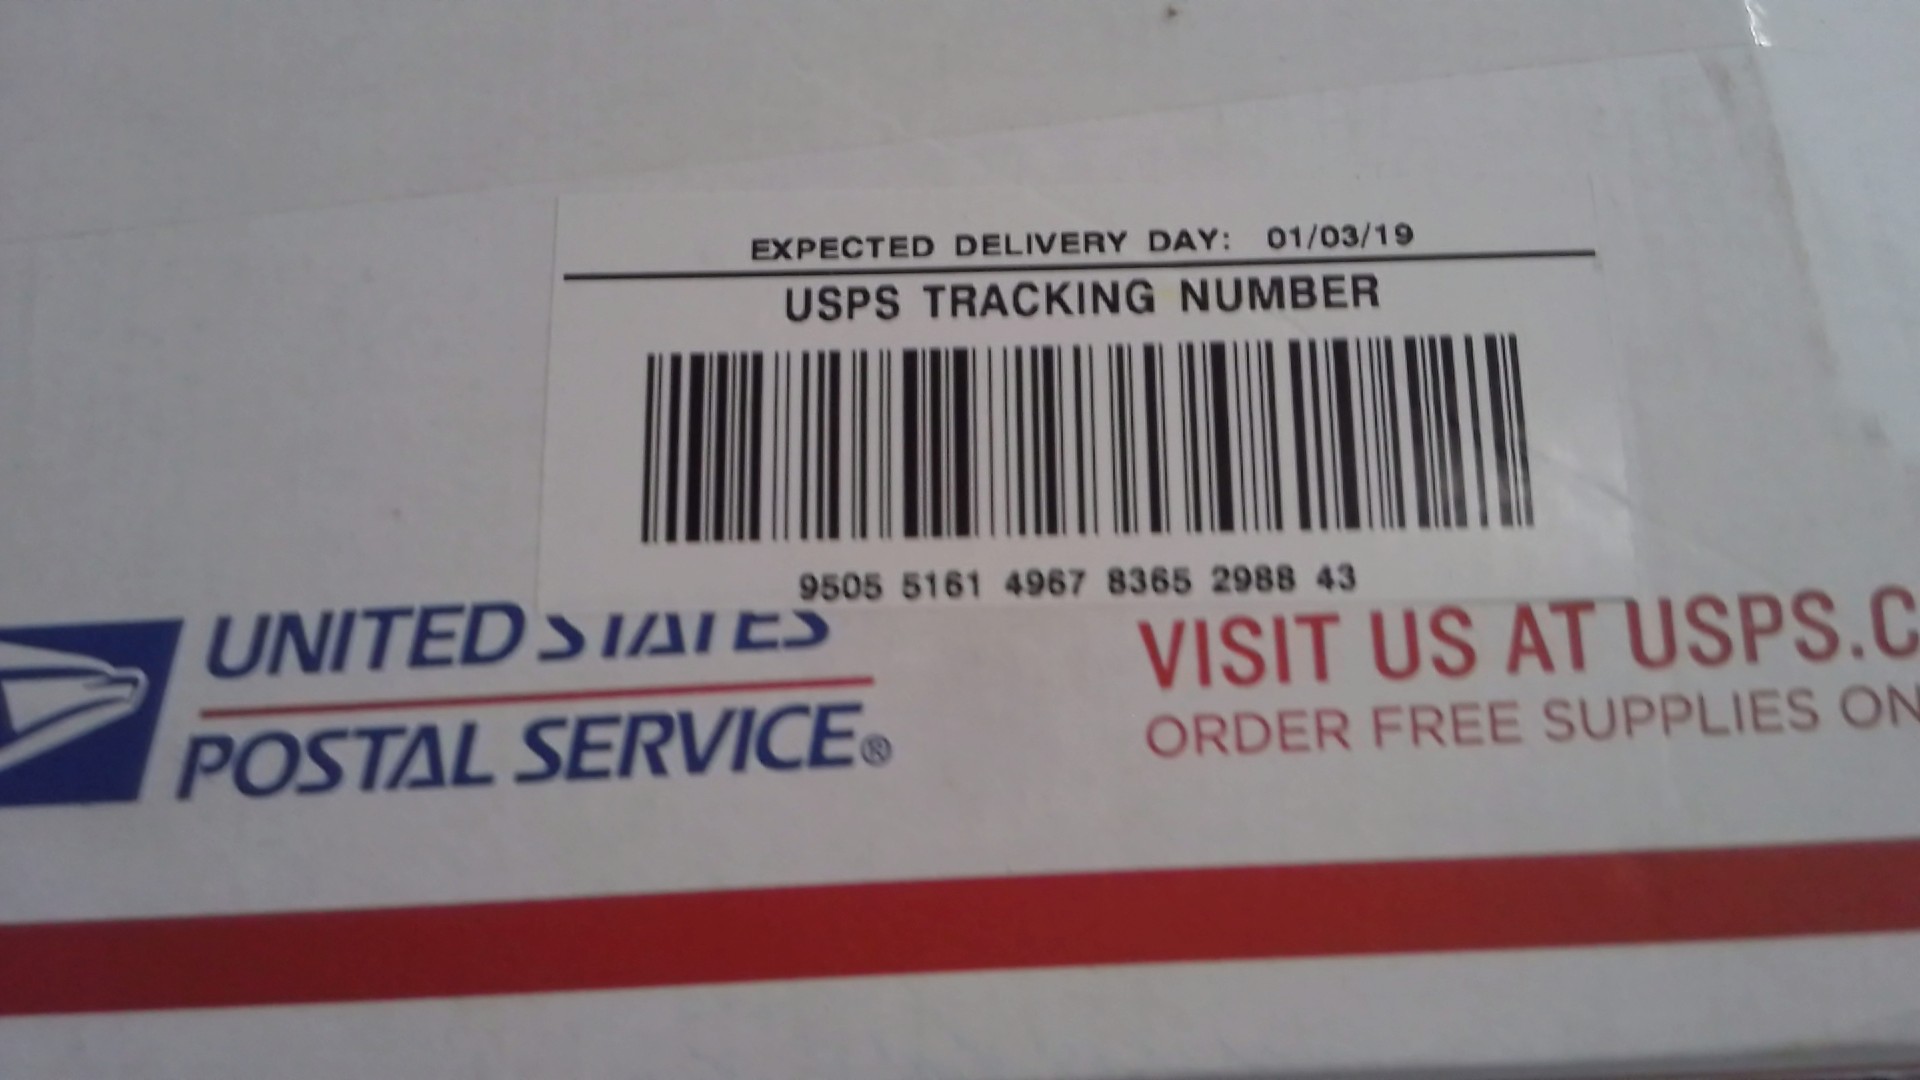 EXPECTED DELIVERY DAY: 01/03/19
USPS TRACKING NUMBER
9505 5161 4967 8365 2988 43
UNITED STATES
POSTAL SERVICE®
VISIT US AT USPS.C
ORDER FREE SUPPLIES ON